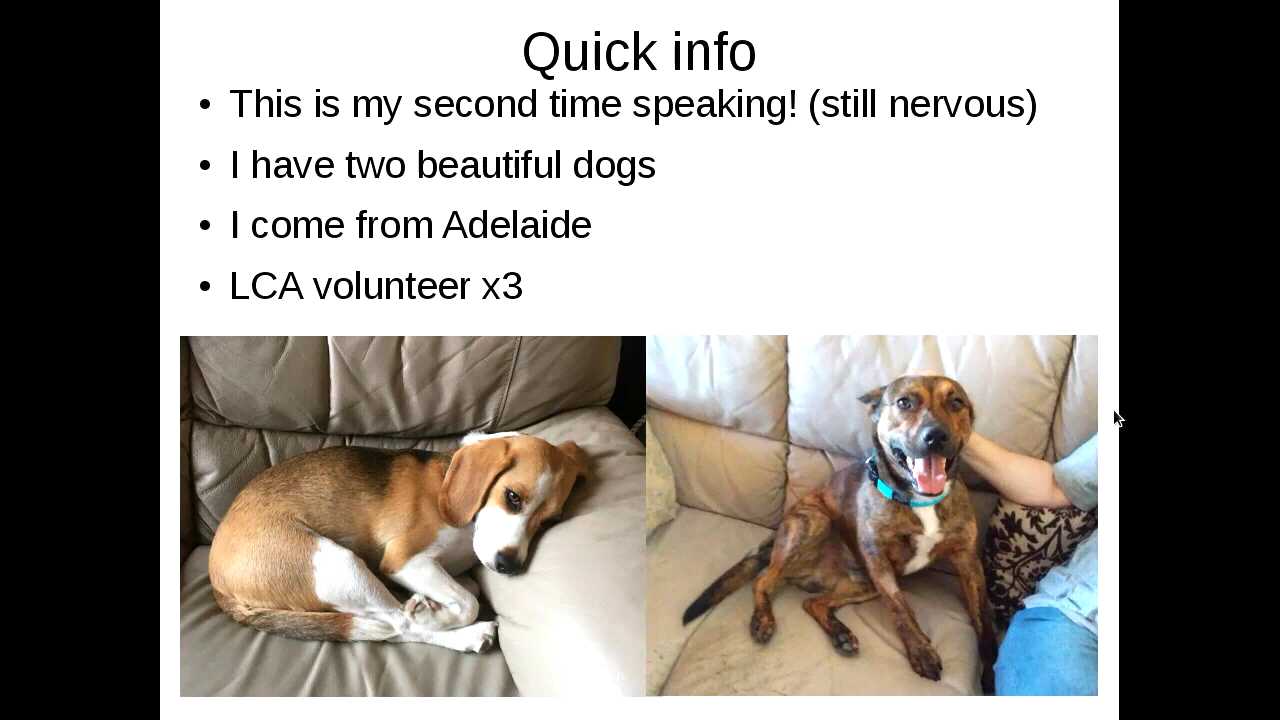 Quick info
• This is my second time speaking! (still nervous)
• I have two beautiful dogs
• I come from Adelaide
• LCA volunteer x3